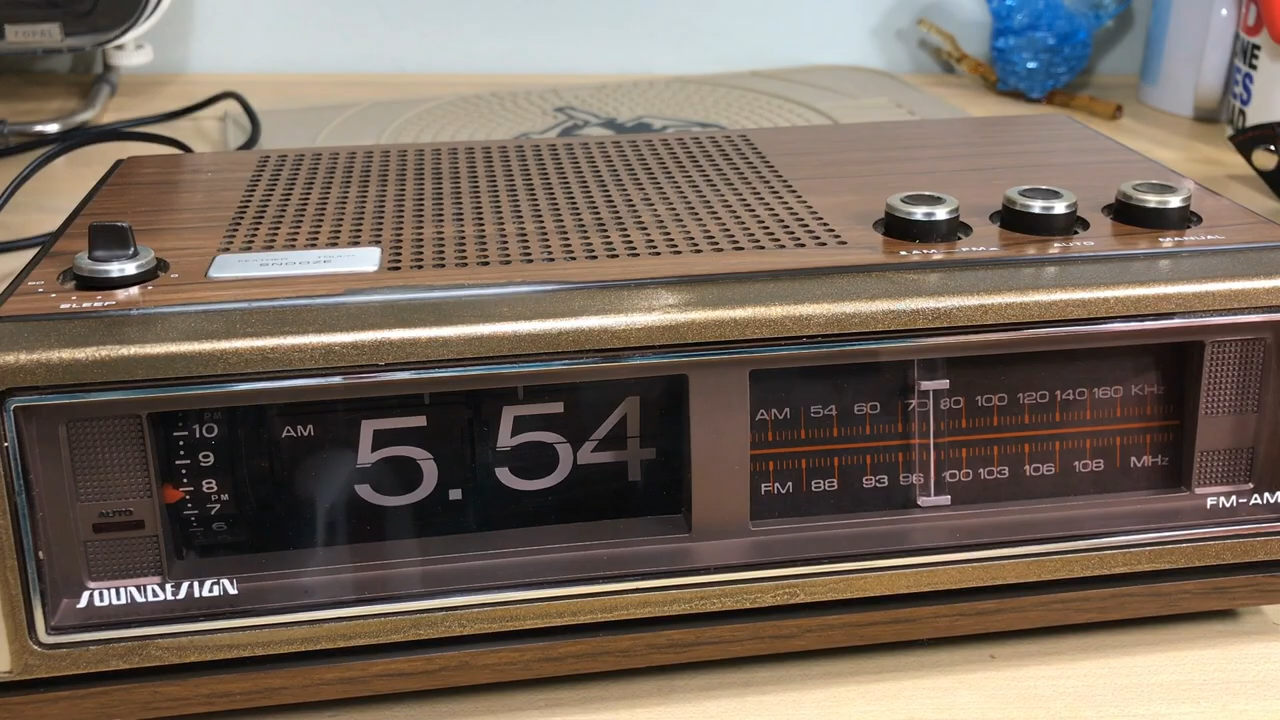 TOPAL
SNOOZE
SLEEP
AM FM
AUTO
MANUAL
PM
10
9
8
PM
7
6
AM
5.54
AUTO
AM 54 60 70 80 100 120 140 160 KHz
FM 88 93 96 100 103 106 108 MHz
FM-AM
SOUNDESIGN